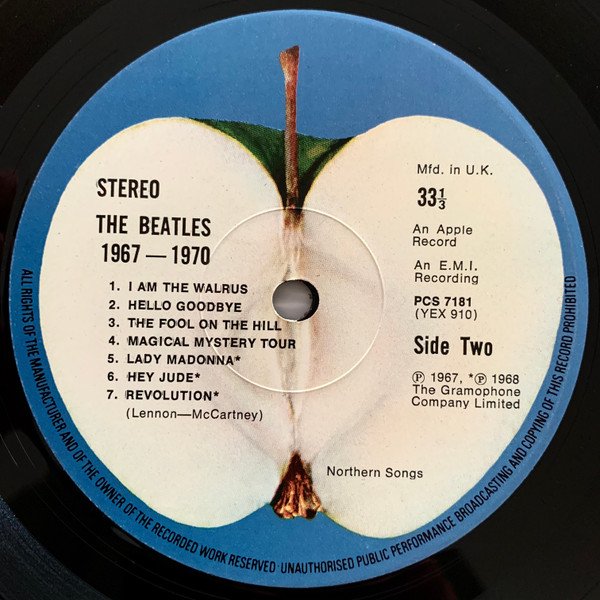 STEREO
THE BEATLES
1967 — 1970
1. I AM THE WALRUS
2. HELLO GOODBYE
3. THE FOOL ON THE HILL
4. MAGICAL MYSTERY TOUR
5. LADY MADONNA*
6. HEY JUDE*
7. REVOLUTION*
(Lennon—McCartney)
Mfd. in U.K.
33⅓
An Apple
Record
An E.M.I.
Recording
PCS 7181
(YEX 910)
Side Two
Ⓟ 1967, *Ⓟ 1968
The Gramophone
Company Limited
Northern Songs
ALL RIGHTS OF THE MANUFACTURER AND OF THE OWNER OF THE RECORDED WORK RESERVED · UNAUTHORISED PUBLIC PERFORMANCE BROADCASTING AND COPYING OF THIS RECORD PROHIBITED